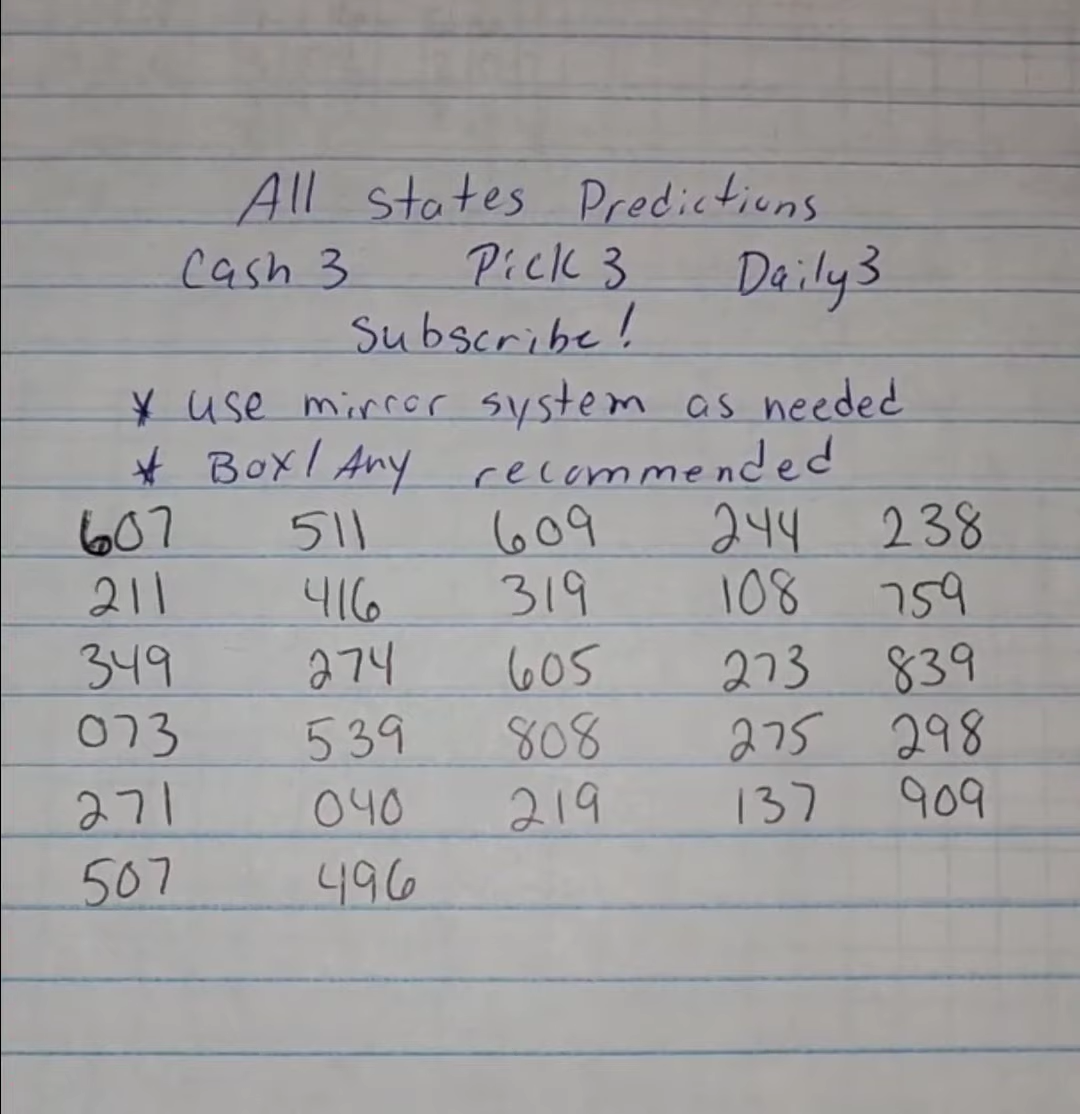 All states Predictions
Cash 3 Pick 3 Daily 3
Subscribe!
* use mirror system as needed
* Box/Any recommended
607 511 609 244 238
211 416 319 108 759
349 274 605 273 839
073 539 808 275 298
271 040 219 137 909
507 496